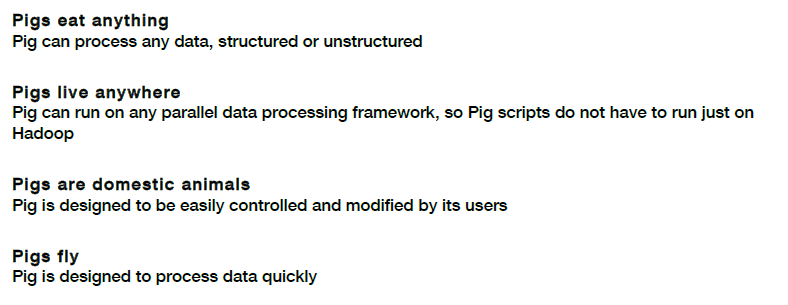 Pigs eat anything
Pig can process any data, structured or unstructured
Pigs live anywhere
Pig can run on any parallel data processing framework, so Pig scripts do not have to run just on
Hadoop
Pigs are domestic animals
Pig is designed to be easily controlled and modified by its users
Pigs fly
Pig is designed to process data quickly